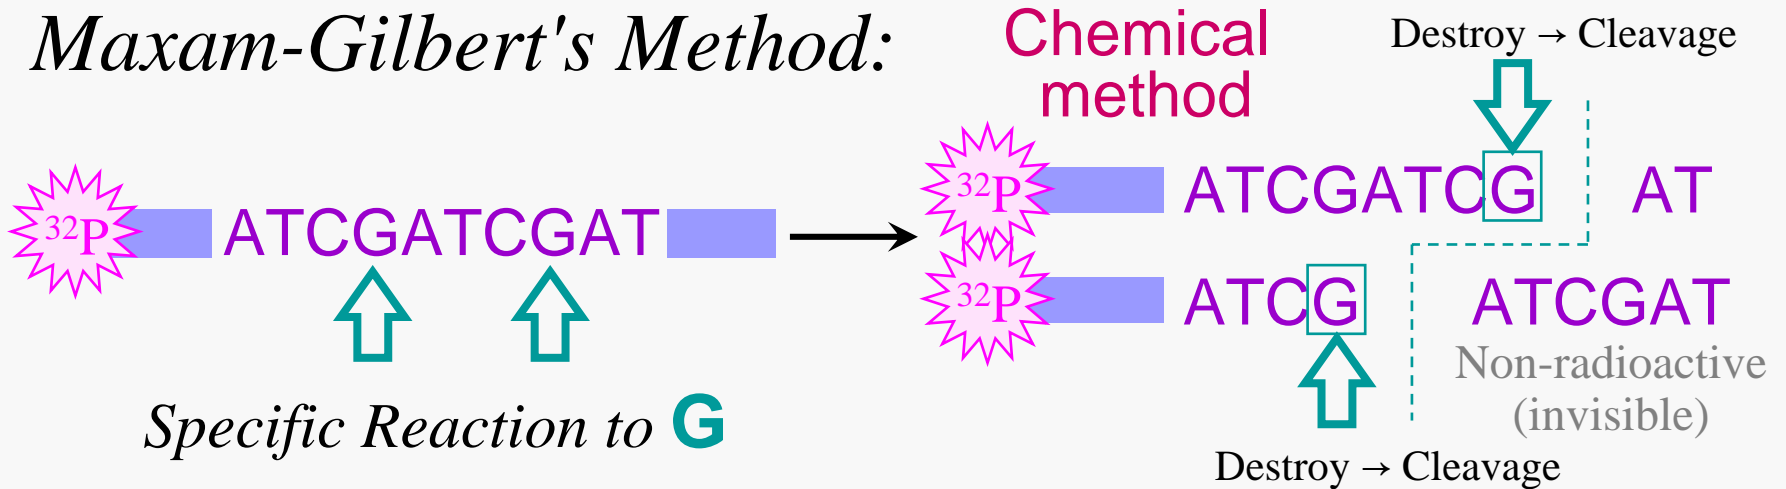 Maxam-Gilbert's Method:
Chemical
method
Destroy → Cleavage
³²P ATCGATCGAT
³²P ATCGATCG AT
³²P ATCG ATCGAT
Non-radioactive
(invisible)
Specific Reaction to G
Destroy → Cleavage